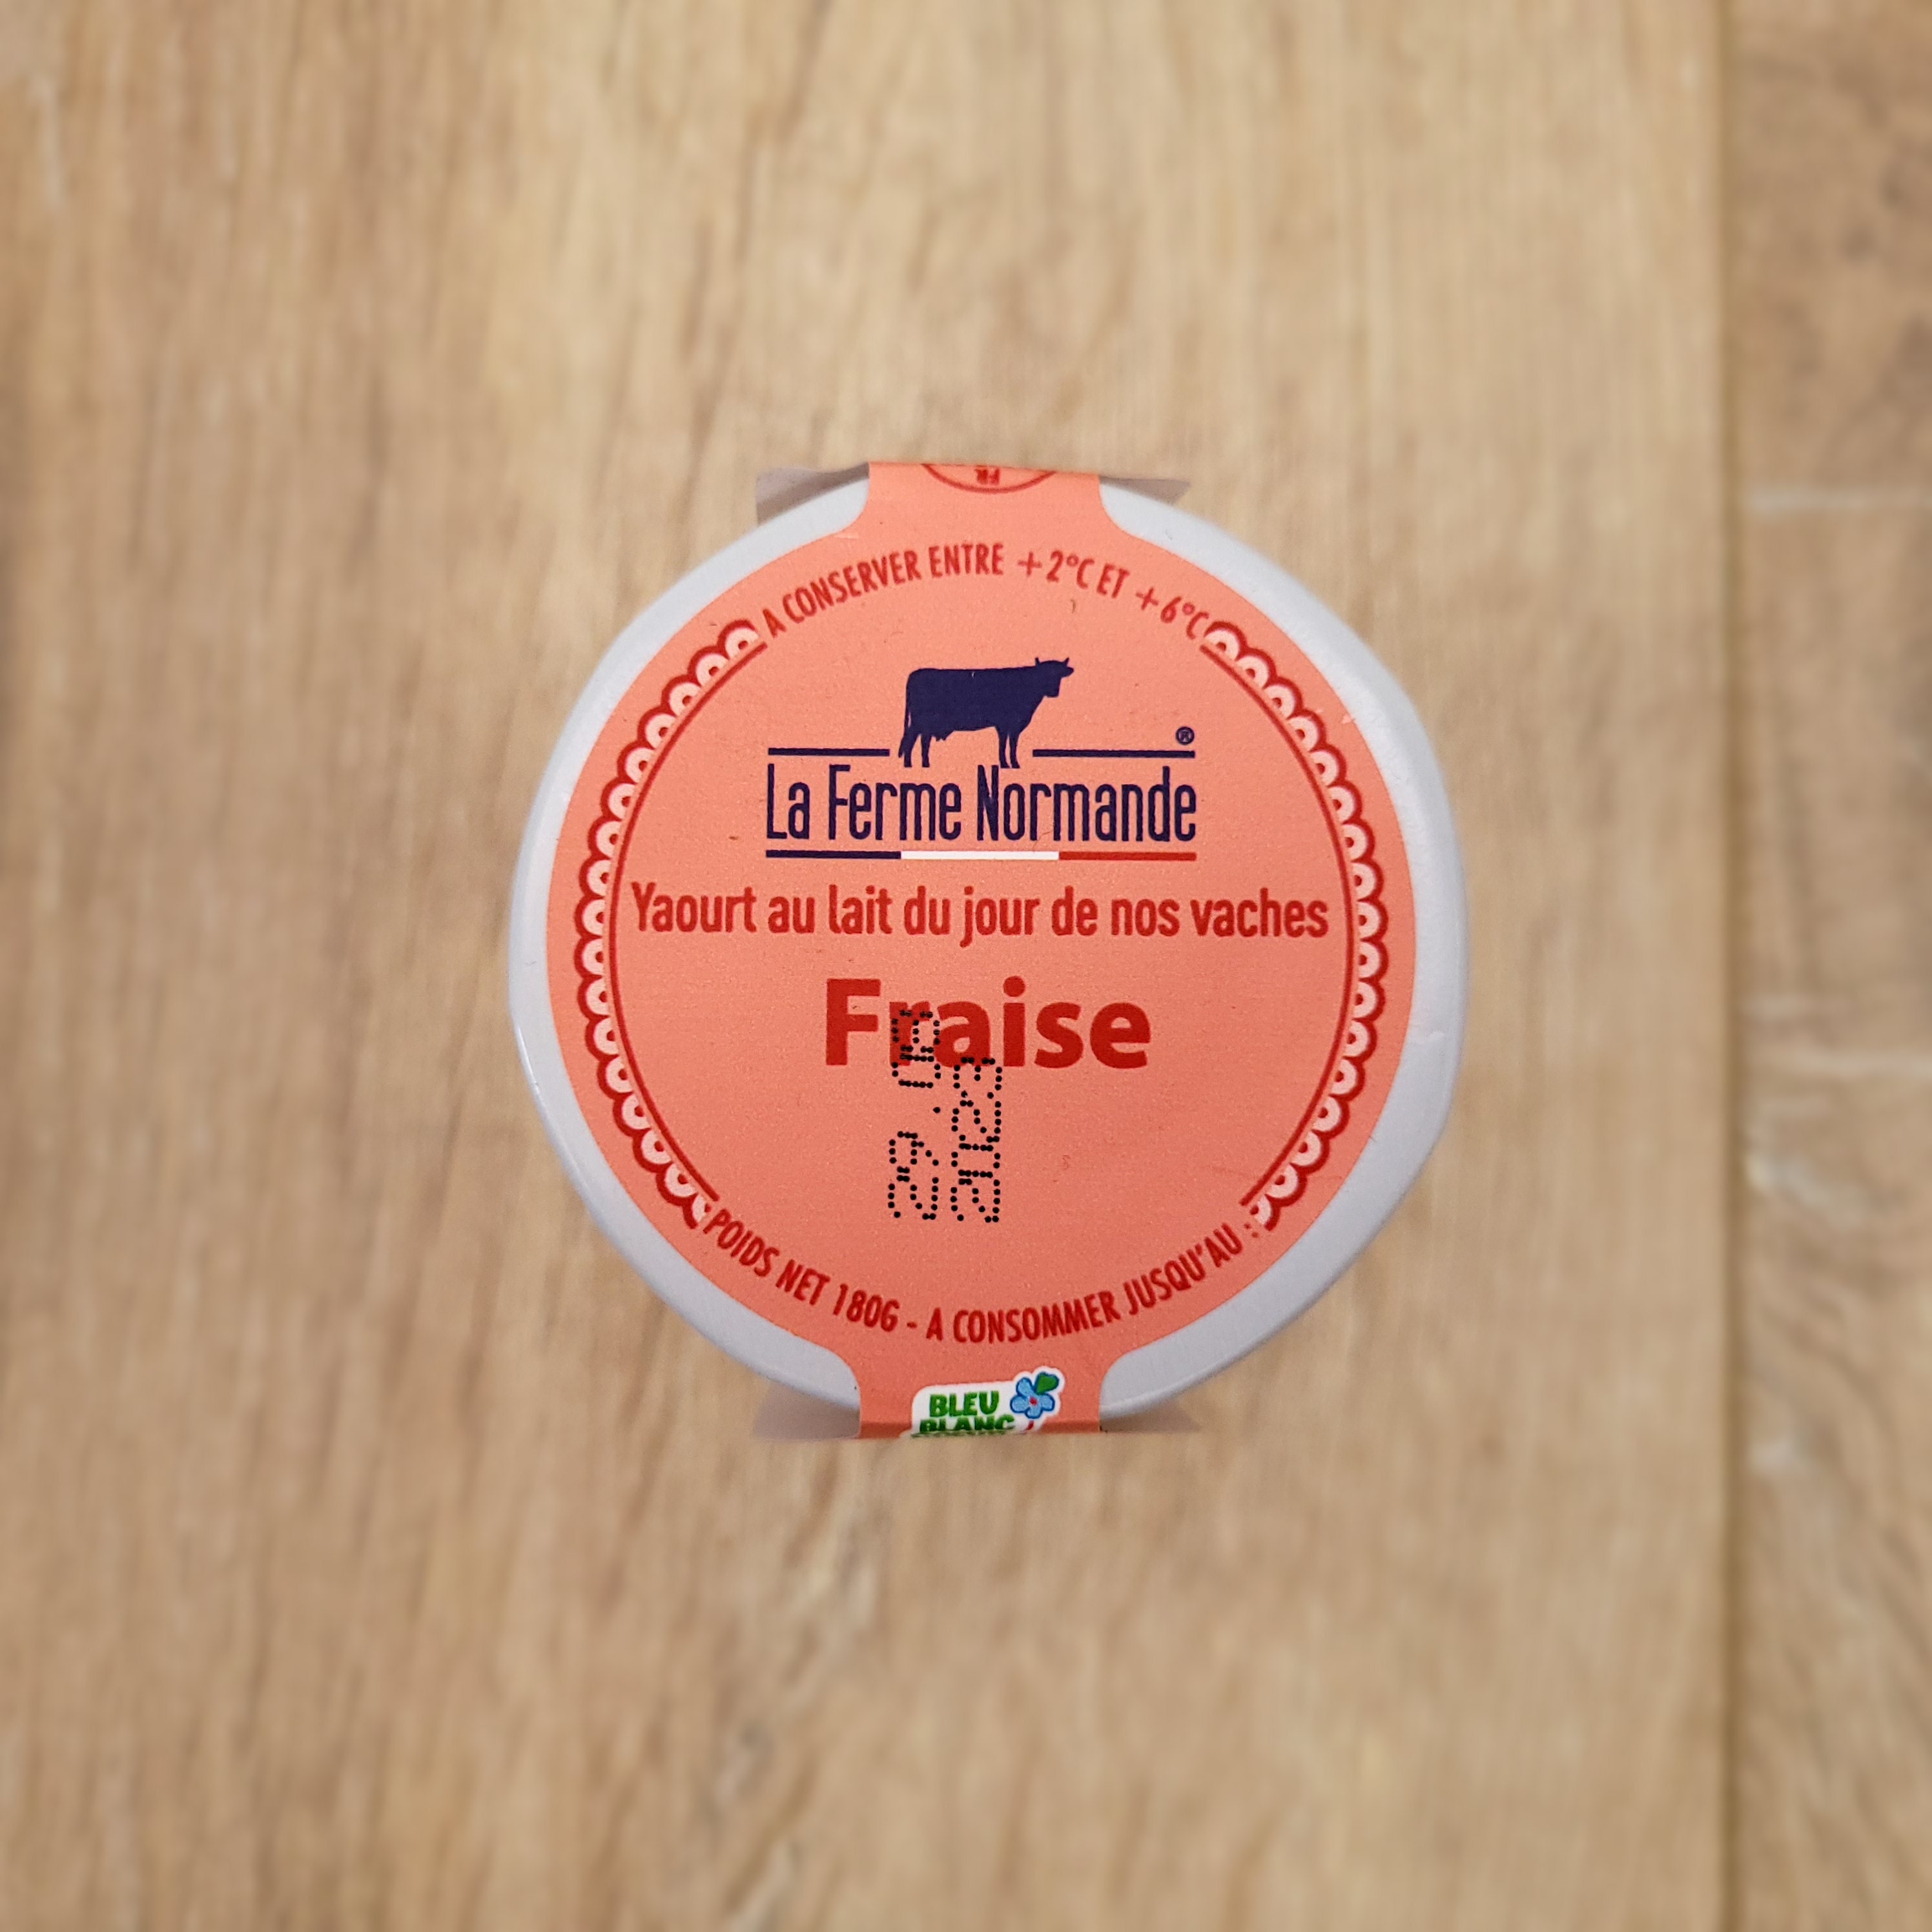 FR
A CONSERVER ENTRE +2°C ET +6°C
La Ferme Normande®
Yaourt au lait du jour de nos vaches
Fraise
POIDS NET 180G - A CONSOMMER JUSQU'AU :
BLEU
BLANC